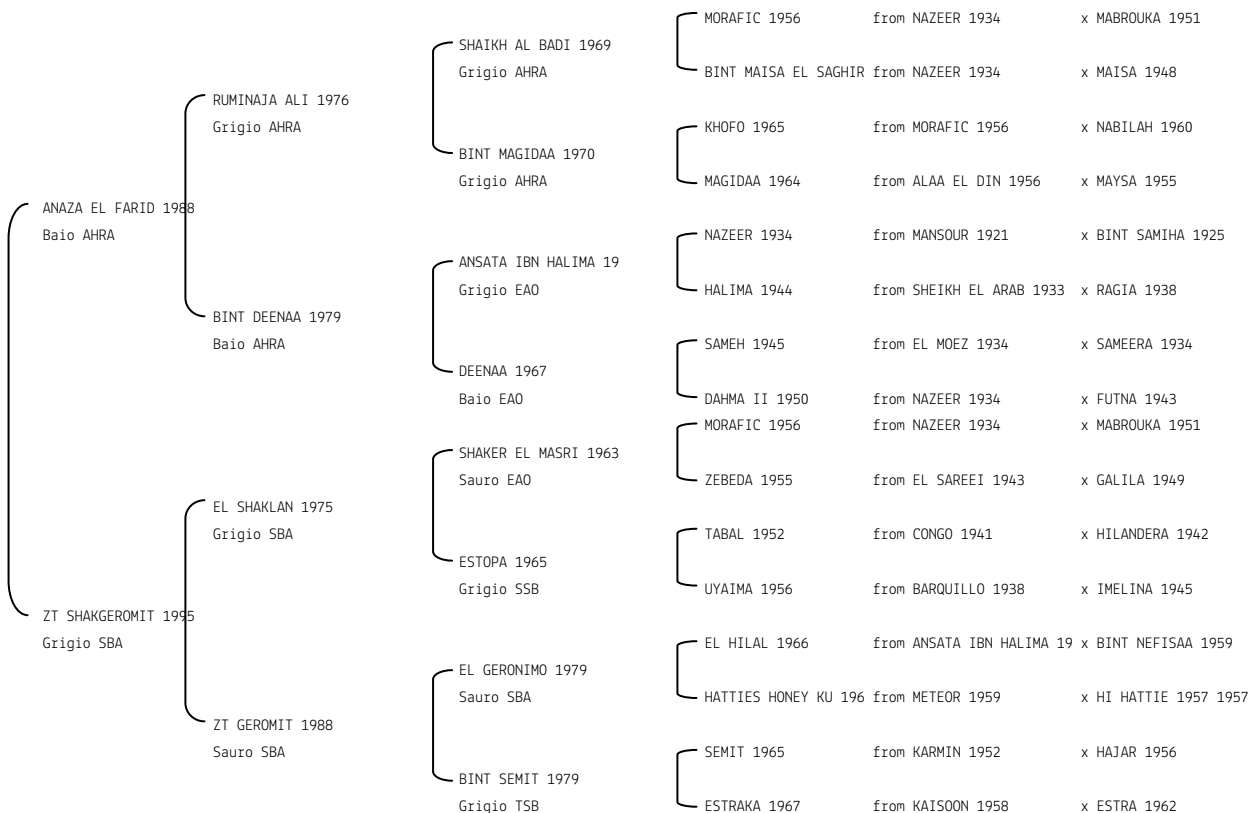 MORAFIC 1956 from NAZEER 1934 x MABROUKA 1951
SHAIKH AL BADI 1969
Grigio AHRA BINT MAISA EL SAGHIR from NAZEER 1934 x MAISA 1948
RUMINAJA ALI 1976
Grigio AHRA KHOFO 1965 from MORAFIC 1956 x NABILAH 1960
BINT MAGIDAA 1970
Grigio AHRA MAGIDAA 1964 from ALAA EL DIN 1956 x MAYSA 1955
ANAZA EL FARID 1988
Baio AHRA NAZEER 1934 from MANSOUR 1921 x BINT SAMIHA 1925
ANSATA IBN HALIMA 19
Grigio EAO HALIMA 1944 from SHEIKH EL ARAB 1933 x RAGIA 1938
BINT DEENAA 1979
Baio AHRA SAMEH 1945 from EL MOEZ 1934 x SAMEERA 1934
DEENAA 1967
Baio EAO DAHMA II 1950 from NAZEER 1934 x FUTNA 1943
MORAFIC 1956 from NAZEER 1934 x MABROUKA 1951
SHAKER EL MASRI 1963
Sauro EAO ZEBEDA 1955 from EL SAREEI 1943 x GALILA 1949
EL SHAKLAN 1975
Grigio SBA TABAL 1952 from CONGO 1941 x HILANDERA 1942
ESTOPA 1965
Grigio SSB UYAIMA 1956 from BARQUILLO 1938 x IMELINA 1945
ZT SHAKGEROMIT 1995
Grigio SBA EL HILAL 1966 from ANSATA IBN HALIMA 19 x BINT NEFISAA 1959
EL GERONIMO 1979
Sauro SBA HATTIES HONEY KU 196 from METEOR 1959 x HI HATTIE 1957 1957
ZT GEROMIT 1988
Sauro SBA SEMIT 1965 from KARMIN 1952 x HAJAR 1956
BINT SEMIT 1979
Grigio TSB ESTRAKA 1967 from KAISOON 1958 x ESTRA 1962